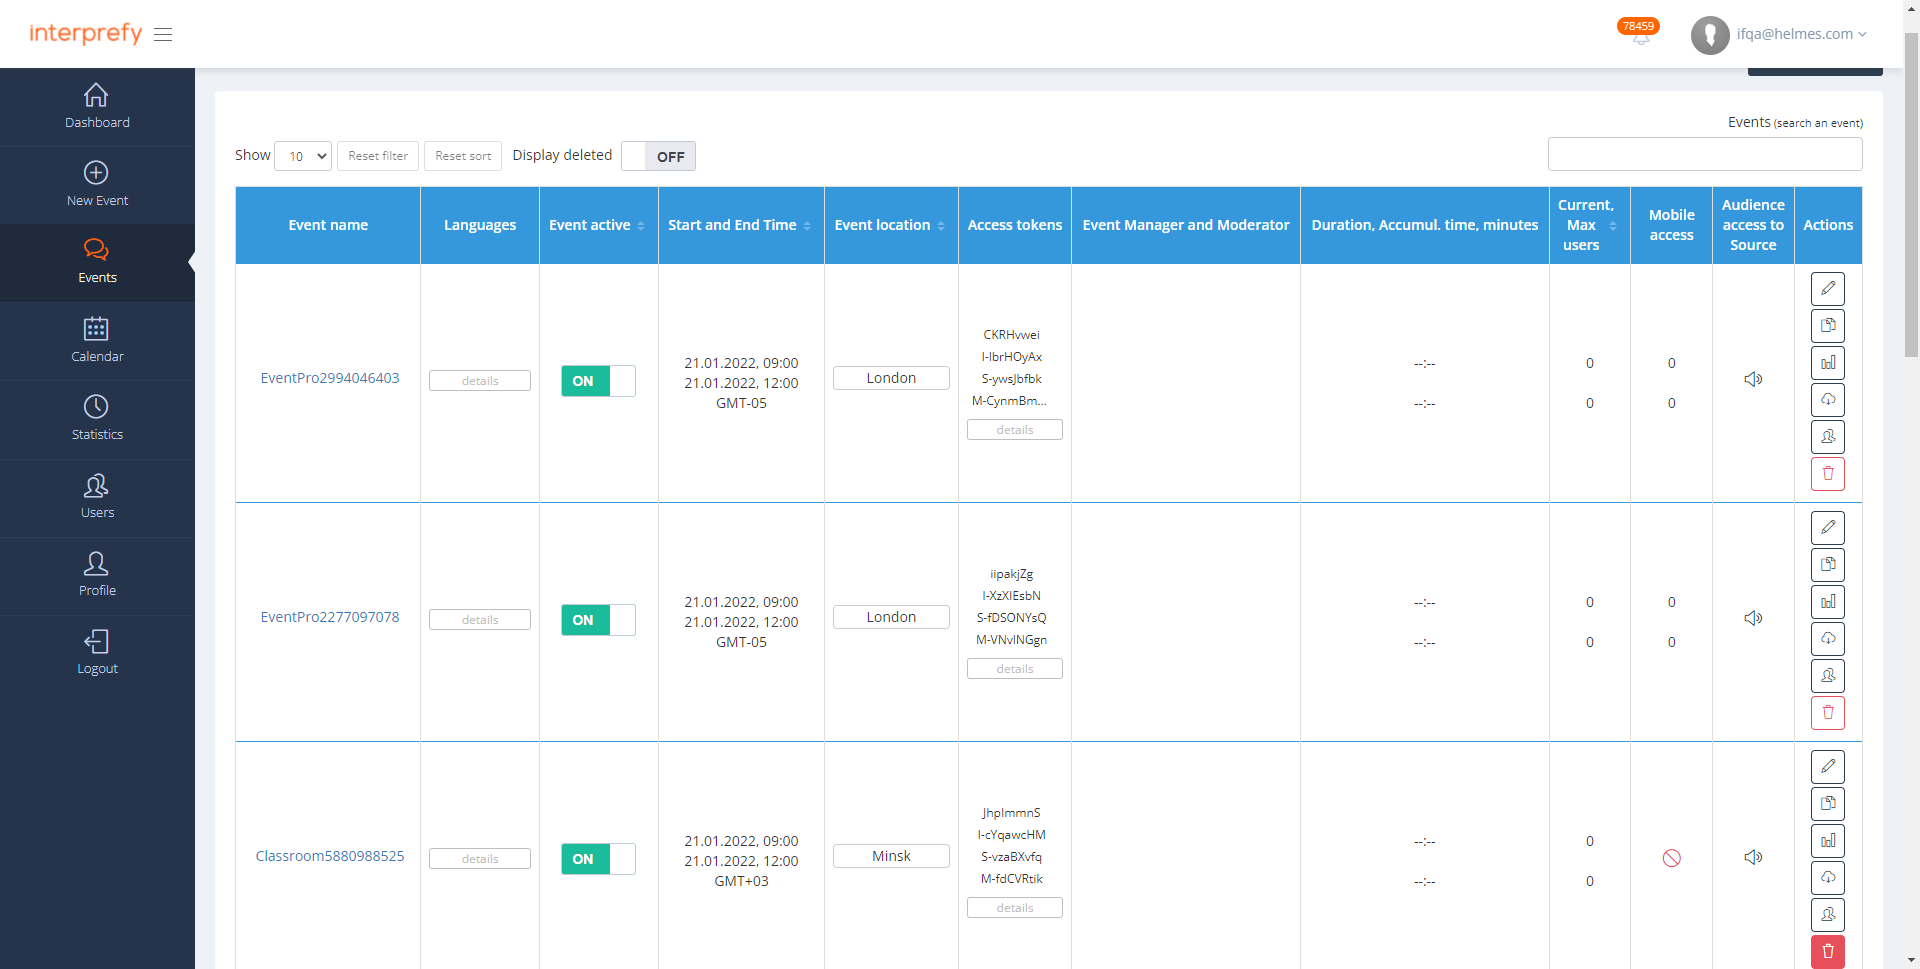 interprefy
78459
ifqa@helmes.com
Dashboard
New Event
Events
Calendar
Statistics
Users
Profile
Logout
Events (search an event)
Show 10 Reset filter Reset sort Display deleted OFF
Event name Languages Event active Start and End Time Event location Access tokens Event Manager and Moderator Duration, Accumul. time, minutes Current, Max users Mobile access Audience access to Source Actions
EventPro2994046403
details
ON
21.01.2022, 09:00
21.01.2022, 12:00
GMT-05
London
CKRHvwei
I-IbrHOyAx
S-ywsJbfbk
M-CynmBm...
details
--:--
--:--
0
0
0
0
EventPro2277097078
details
ON
21.01.2022, 09:00
21.01.2022, 12:00
GMT-05
London
iipakjZg
I-XzXIEsbN
S-fDSONYsQ
M-VNvINGgn
details
--:--
--:--
0
0
0
0
Classroom5880988525
details
ON
21.01.2022, 09:00
21.01.2022, 12:00
GMT+03
Minsk
JhpImmnS
I-cYqawcHM
S-vzaBXvfq
M-fdCVRtik
details
--:--
--:--
0
0